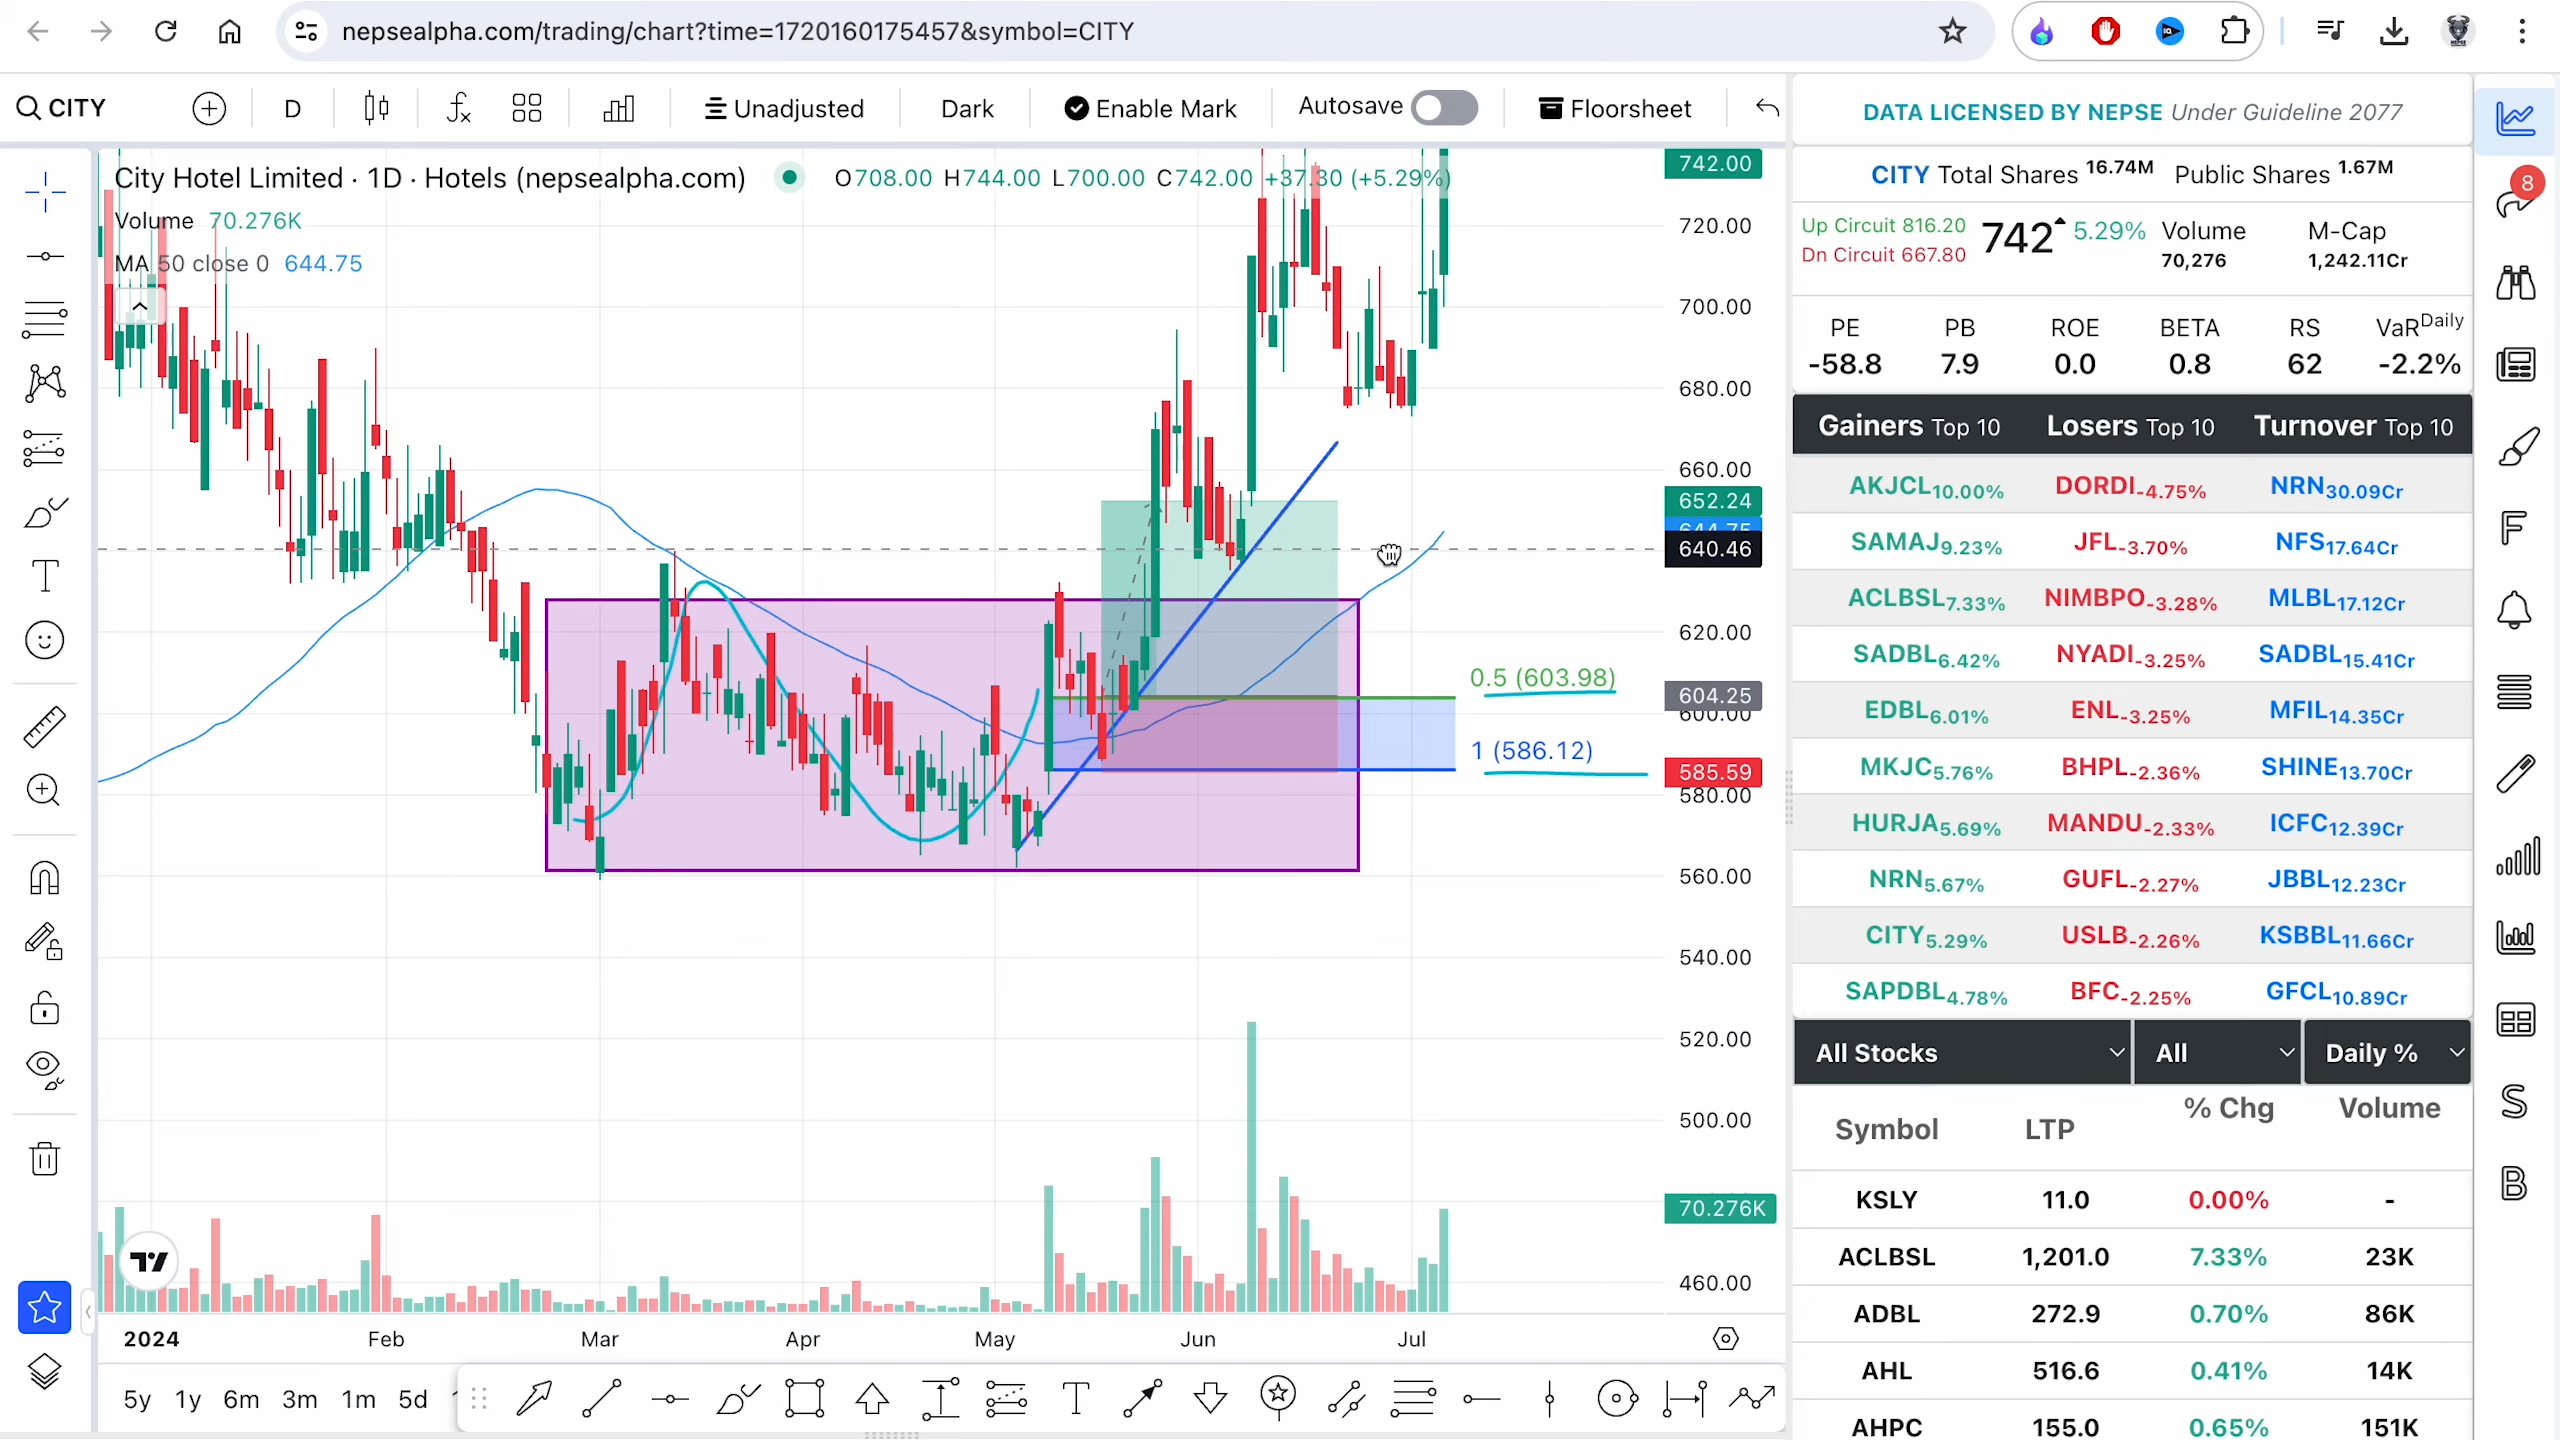 nepsealpha.com/trading/chart?time=1720160175457&symbol=CITY
CITY D Unadjusted Dark Enable Mark Autosave Floorsheet
DATA LICENSED BY NEPSE Under Guideline 2077
City Hotel Limited · 1D · Hotels (nepsealpha.com) O708.00 H744.00 L700.00 C742.00 +37.30 (+5.29%)
Volume 70.276K
MA 50 close 0 644.75
742.00
720.00
700.00
680.00
660.00
652.24
640.46
620.00
0.5 (603.98)
604.25
600.00
1 (586.12)
585.59
580.00
560.00
540.00
520.00
500.00
70.276K
460.00
2024 Feb Mar Apr May Jun Jul
5y 1y 6m 3m 1m 5d
CITY Total Shares 16.74M Public Shares 1.67M
8
Up Circuit 816.20
Dn Circuit 667.80
742 5.29%
Volume
70,276
M-Cap
1,242.11Cr
PE PB ROE BETA RS VaR Daily
-58.8 7.9 0.0 0.8 62 -2.2%
Gainers Top 10 Losers Top 10 Turnover Top 10
AKJCL10.00% DORDI-4.75% NRN30.09Cr
SAMAJ9.23% JFL-3.70% NFS17.64Cr
ACLBSL7.33% NIMBPO-3.28% MLBL17.12Cr
SADBL6.42% NYADI-3.25% SADBL15.41Cr
EDBL6.01% ENL-3.25% MFIL14.35Cr
MKJC5.76% BHPL-2.36% SHINE13.70Cr
HURJA5.69% MANDU-2.33% ICFC12.39Cr
NRN5.67% GUFL-2.27% JBBL12.23Cr
CITY5.29% USLB-2.26% KSBBL11.66Cr
SAPDBL4.78% BFC-2.25% GFCL10.89Cr
All Stocks All Daily %
Symbol LTP % Chg Volume
KSLY 11.0 0.00% -
ACLBSL 1,201.0 7.33% 23K
ADBL 272.9 0.70% 86K
AHL 516.6 0.41% 14K
AHPC 155.0 0.65% 151K
F
S
B